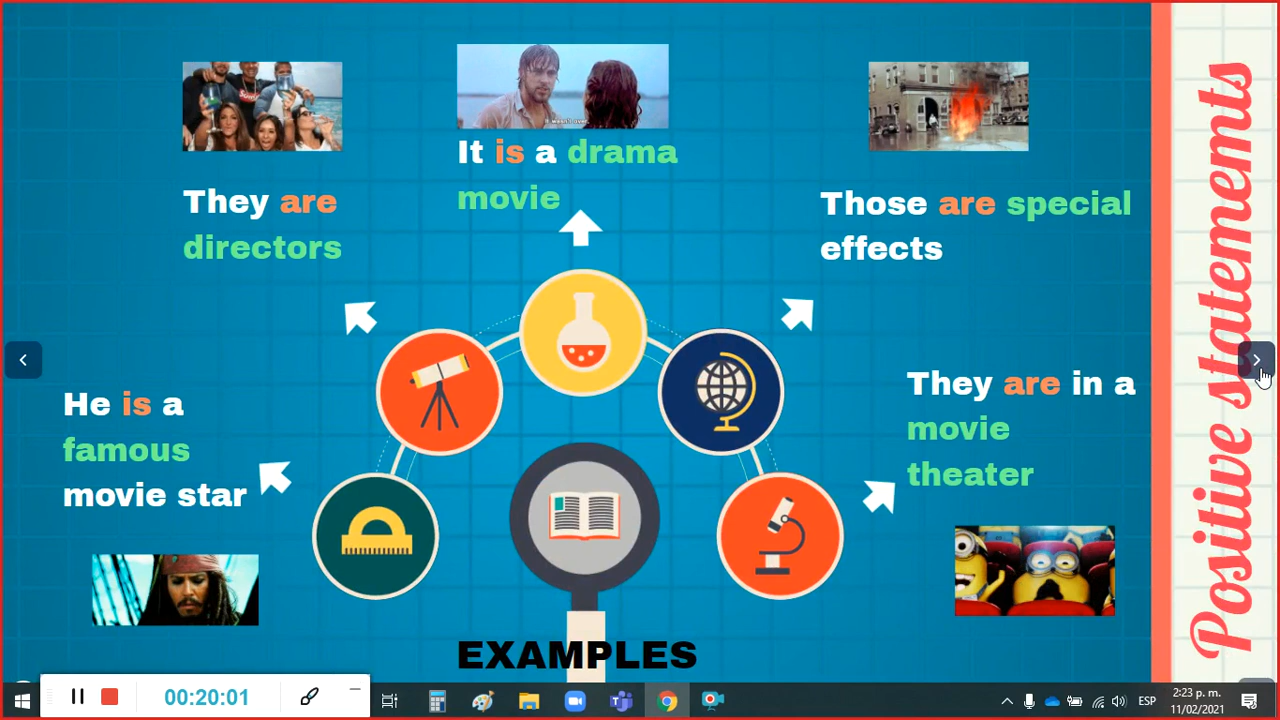 It is a drama
movie
They are
directors
Those are special
effects
He is a
famous
movie star
They are in a
movie
theater
EXAMPLES
Positive statements
00:20:01
ESP
2:23 p. m.
11/02/2021